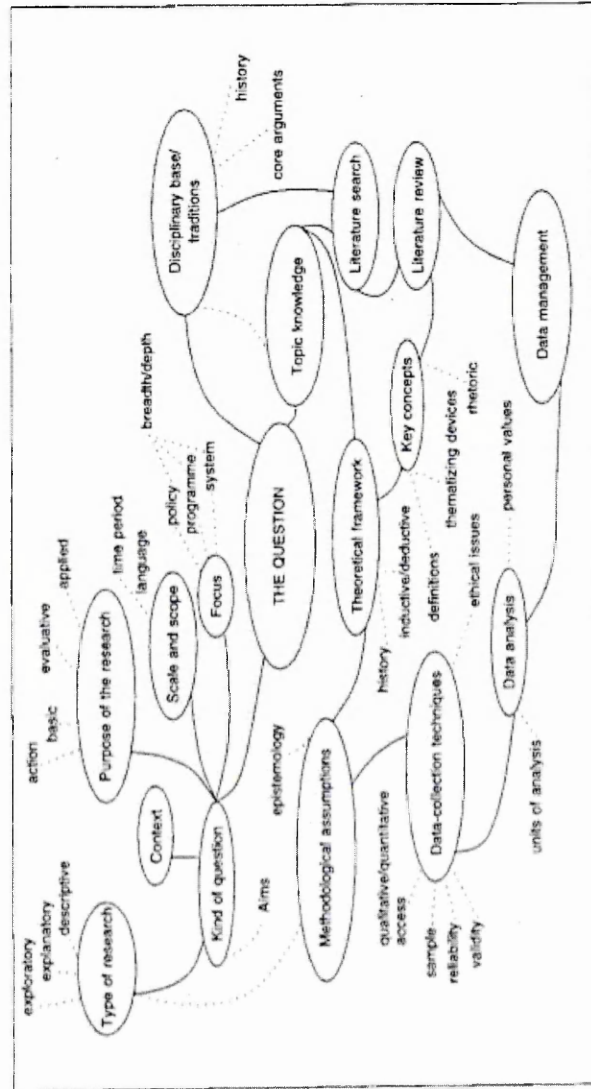 exploratory
explanatory
descriptive
Type of research
Context
Kind of question
Aims
action
basic
evaluative
applied
Purpose of the research
time period
language
Scale and scope
Focus
policy
programme
system
breadth/depth
THE QUESTION
Disciplinary base/
traditions
history
core arguments
Topic knowledge
Literature search
Literature review
Theoretical framework
history
inductive/deductive
Key concepts
definitions
thematizing devices
rhetoric
epistemology
Methodological assumptions
qualitative/quantitative
access
sample
reliability
validity
Data-collection techniques
ethical issues
Data analysis
units of analysis
personal values
Data management